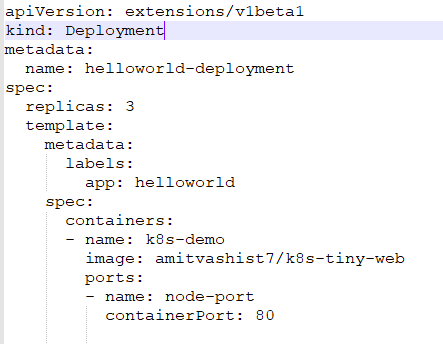 apiVersion: extensions/v1beta1
kind: Deployment
metadata:
  name: helloworld-deployment
spec:
  replicas: 3
  template:
    metadata:
      labels:
        app: helloworld
    spec:
      containers:
      - name: k8s-demo
        image: amitvashist7/k8s-tiny-web
        ports:
        - name: node-port
          containerPort: 80